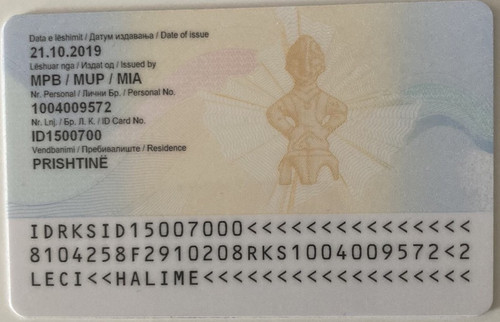 Data e lëshimit / Датум издавања / Date of issue
21.10.2019
Lëshuar nga / Издат од / Issued by
MPB / MUP / MIA
Nr. Personal / Лични Бр. / Personal No.
1004009572
Nr. Lnj. / Бр. Л. К. / ID Card No.
ID1500700
Vendbanimi / Пребивалиште / Residence
PRISHTINË
IDRKSID15007000<<<<<<<<<<<<<<<
8104258F2910208RKS1004009572<2
LECI<<HALIME<<<<<<<<<<<<<<<<<<